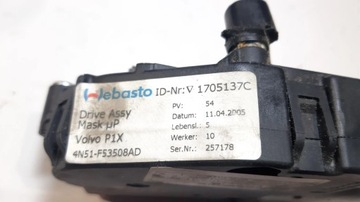 Webasto ID-Nr:V 1705137C
Drive Assy PV: 54
Mask µP Datum: 11.04.2005
Volvo P1X Lebensl.: 5
4N51-F53508AD Werker: 10
Ser.Nr.: 257178